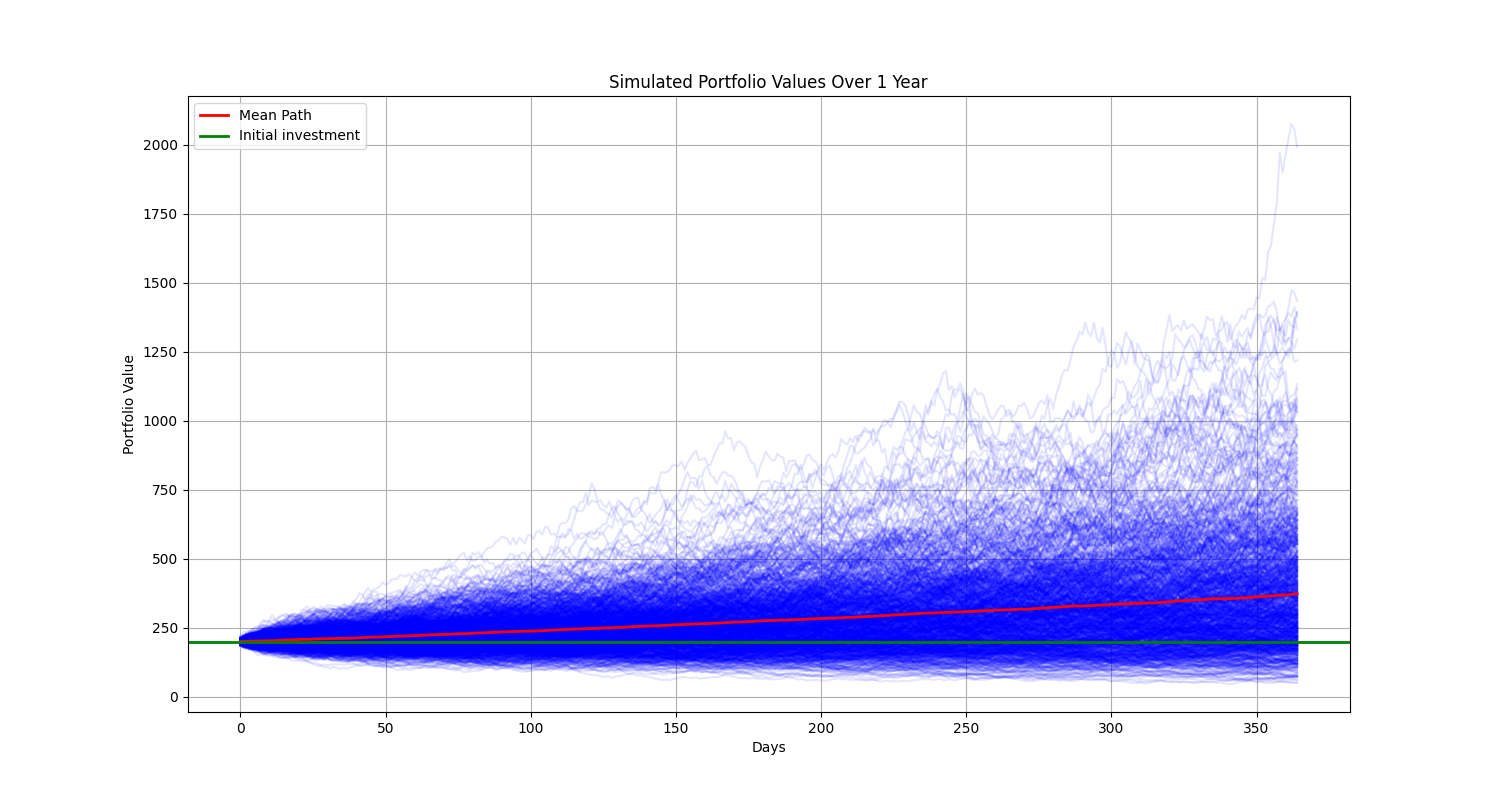 Simulated Portfolio Values Over 1 Year
Mean Path
Initial investment
Portfolio Value
2000
1750
1500
1250
1000
750
500
250
0
0 50 100 150 200 250 300 350
Days